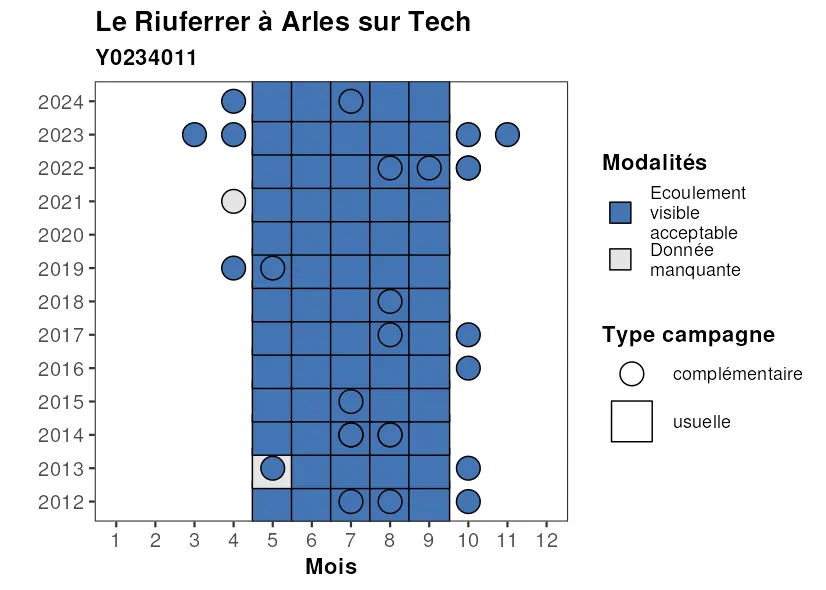 Le Riuferrer à Arles sur Tech
Y0234011
2024
2023
2022
2021
2020
2019
2018
2017
2016
2015
2014
2013
2012
1 2 3 4 5 6 7 8 9 10 11 12
Mois
Modalités
Ecoulement
visible
acceptable
Donnée
manquante
Type campagne
complémentaire
usuelle